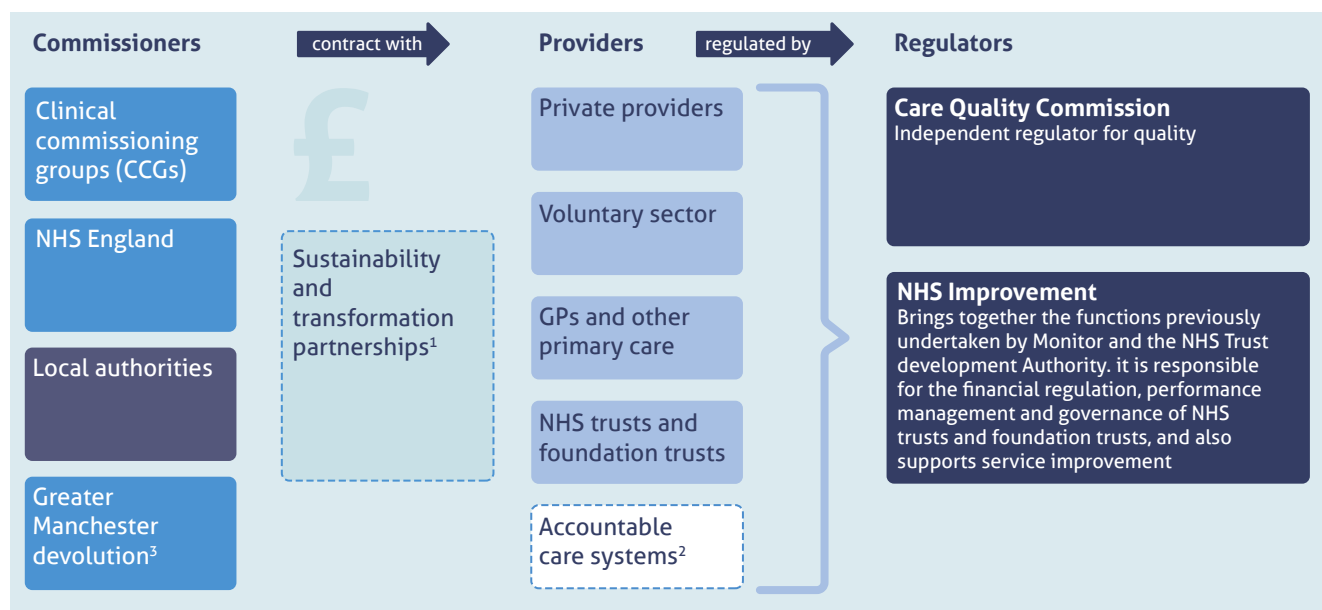 Commissioners
contract with
Providers
regulated by
Regulators
Clinical
commissioning
groups (CCGs)
NHS England
Local authorities
Greater
Manchester
devolution³
£
Sustainability
and
transformation
partnerships¹
Private providers
Voluntary sector
GPs and other
primary care
NHS trusts and
foundation trusts
Accountable
care systems²
Care Quality Commission
Independent regulator for quality
NHS Improvement
Brings together the functions previously
undertaken by Monitor and the NHS Trust
development Authority. it is responsible
for the financial regulation, performance
management and governance of NHS
trusts and foundation trusts, and also
supports service improvement